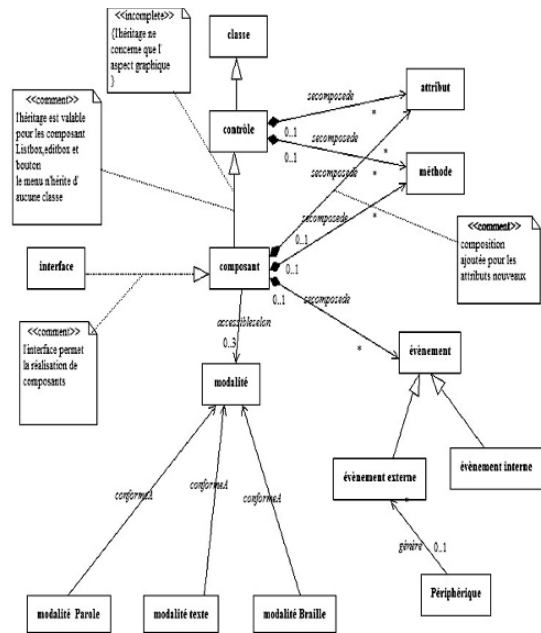 <<incomplete>>
{l'héritage ne
concerne que l'
aspect graphique
}
classe
<<comment>>
l'héritage est valable
pour les composant
Listbox,editbox et
bouton
le menu n'hérite d'
aucune classe
contrôle
secomposede
0..1
*
attribut
secomposede
0..1
*
méthode
secomposede
0..1
*
secomposede
0..1
*
<<comment>>
composition
ajoutée pour les
attributs nouveaux
interface
composant
0..1
secomposede
*
<<comment>>
l'interface permet
la réalisation de
composants
accessibleselon
0..3
modalité
évènement
évènement externe
évènement interne
conformeA
conformeA
conformeA
*
génère
0..1
Périphérique
modalité Parole
modalité texte
modalité Braille